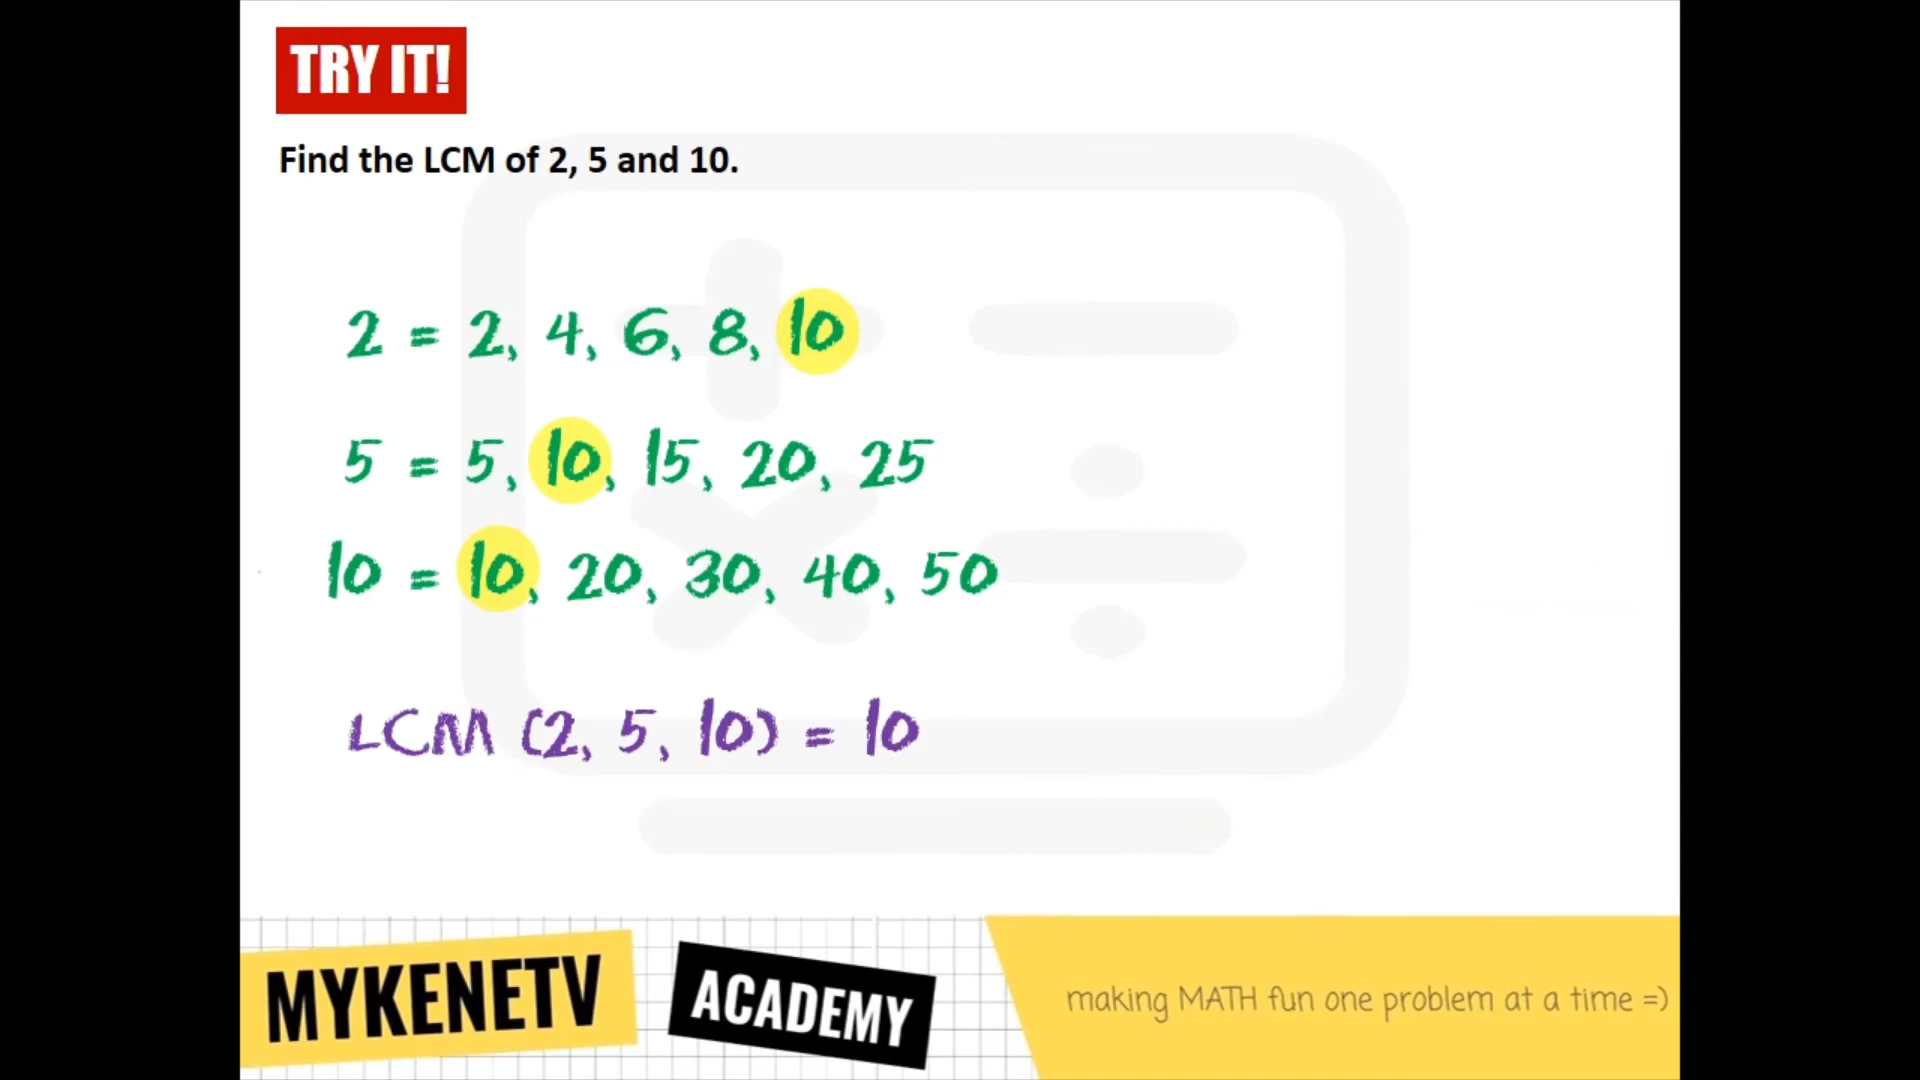 TRY IT!
Find the LCM of 2, 5 and 10.
2 = 2, 4, 6, 8, 10
5 = 5, 10, 15, 20, 25
10 = 10, 20, 30, 40, 50
LCM (2, 5, 10) = 10
MYKENETV ACADEMY
making MATH fun one problem at a time =)